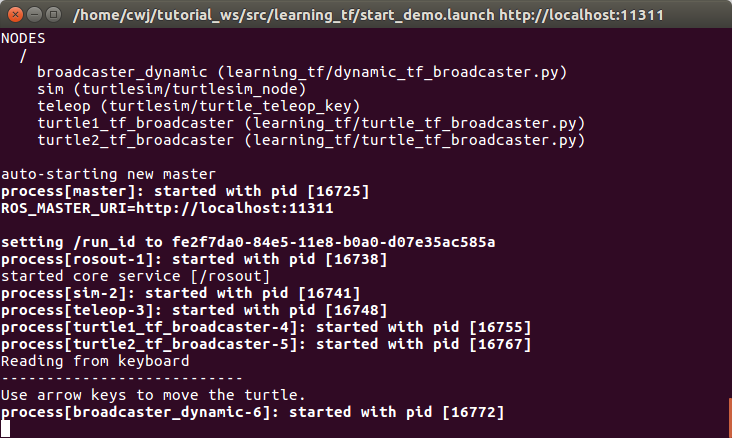 /home/cwj/tutorial_ws/src/learning_tf/start_demo.launch http://localhost:11311
NODES
  /
    broadcaster_dynamic (learning_tf/dynamic_tf_broadcaster.py)
    sim (turtlesim/turtlesim_node)
    teleop (turtlesim/turtle_teleop_key)
    turtle1_tf_broadcaster (learning_tf/turtle_tf_broadcaster.py)
    turtle2_tf_broadcaster (learning_tf/turtle_tf_broadcaster.py)

auto-starting new master
process[master]: started with pid [16725]
ROS_MASTER_URI=http://localhost:11311

setting /run_id to fe2f7da0-84e5-11e8-b0a0-d07e35ac585a
process[rosout-1]: started with pid [16738]
started core service [/rosout]
process[sim-2]: started with pid [16741]
process[teleop-3]: started with pid [16748]
process[turtle1_tf_broadcaster-4]: started with pid [16755]
process[turtle2_tf_broadcaster-5]: started with pid [16767]
Reading from keyboard
---------------------------
Use arrow keys to move the turtle.
process[broadcaster_dynamic-6]: started with pid [16772]